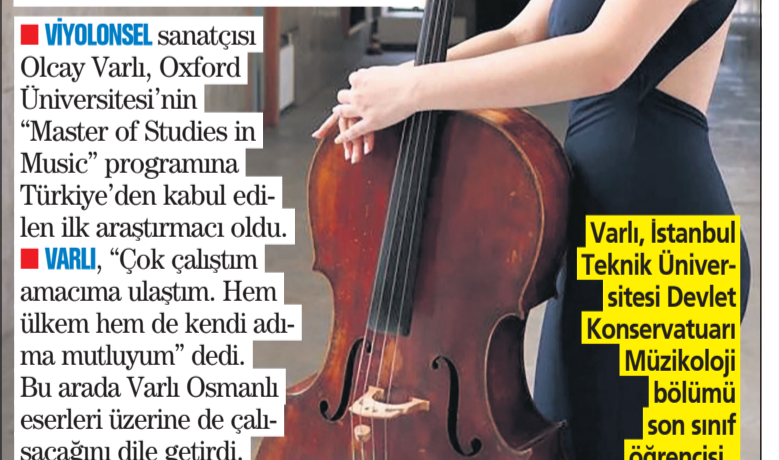 ■ VİYOLONSEL sanatçısı
Olcay Varlı, Oxford
Üniversitesi’nin
“Master of Studies in
Music” programına
Türkiye’den kabul edi-
len ilk araştırmacı oldu.
■ VARLI, “Çok çalıştım
amacıma ulaştım. Hem
ülkem hem de kendi adı-
ma mutluyum” dedi.
Bu arada Varlı Osmanlı
eserleri üzerine de çalı-
şacağını dile getirdi.
Varlı, İstanbul
Teknik Üniver-
sitesi Devlet
Konservatuarı
Müzikoloji
bölümü
son sınıf
öğrencisi.